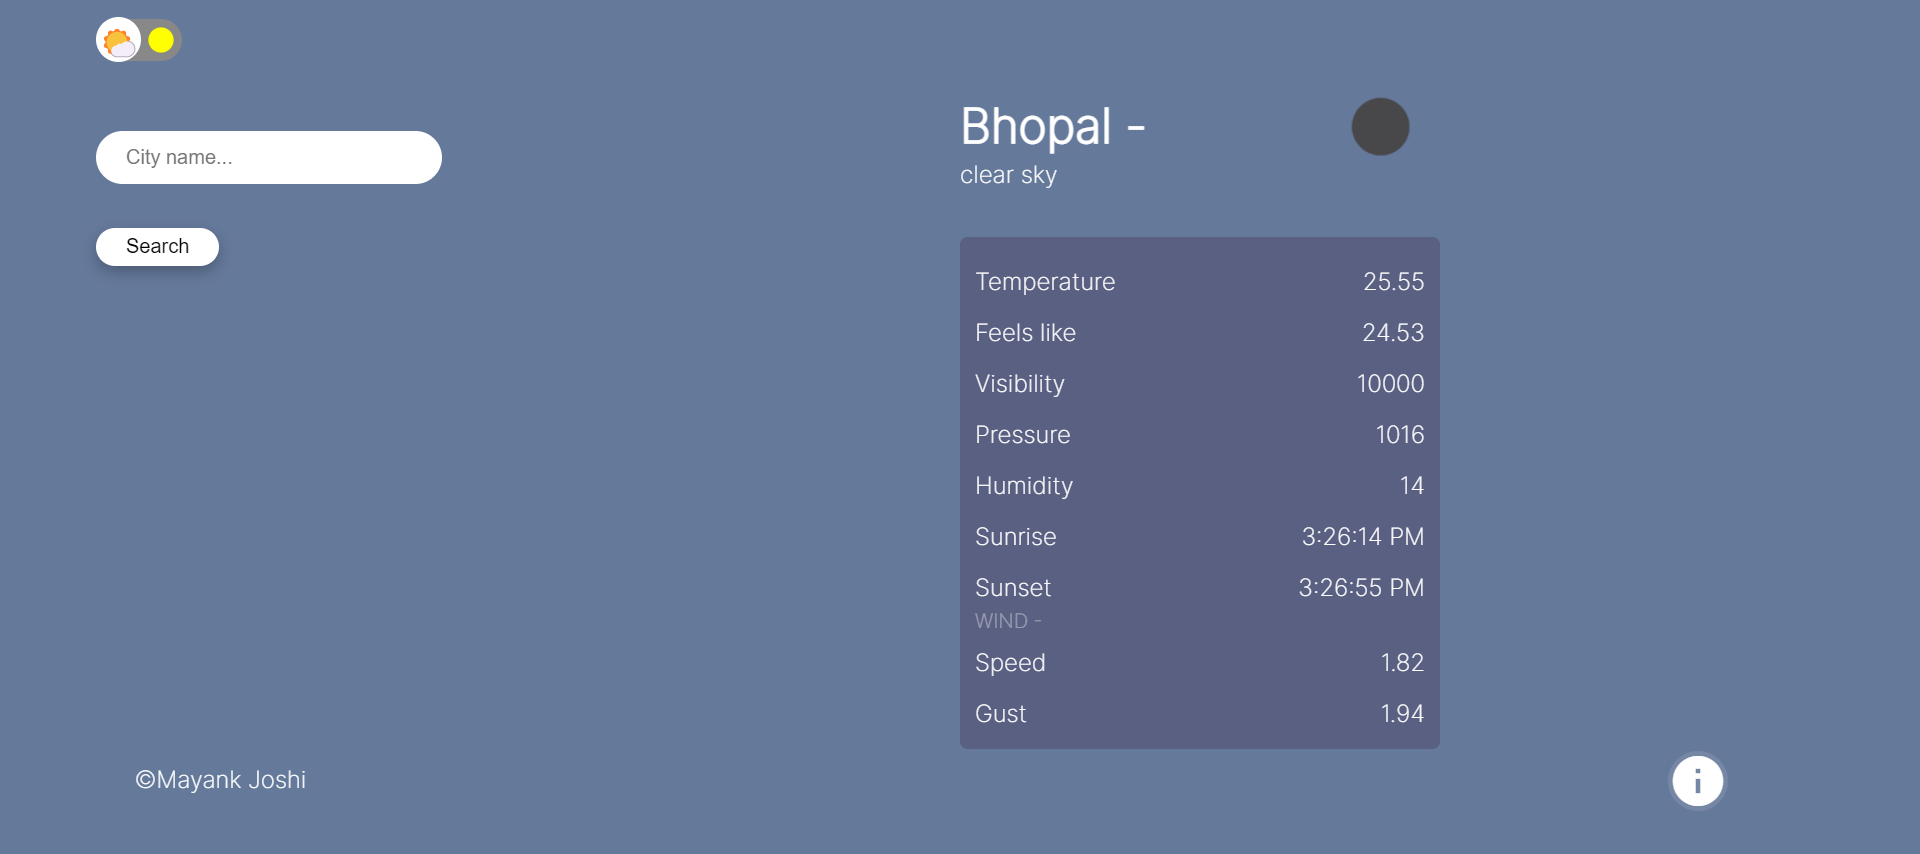 City name...
Search
Bhopal -
clear sky
Temperature 25.55
Feels like 24.53
Visibility 10000
Pressure 1016
Humidity 14
Sunrise 3:26:14 PM
Sunset 3:26:55 PM
WIND -
Speed 1.82
Gust 1.94
©Mayank Joshi
i